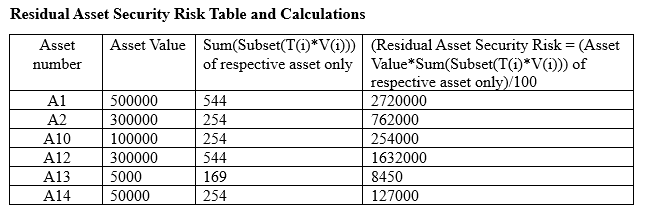 Residual Asset Security Risk Table and Calculations
Asset number Asset Value Sum(Subset(T(i)*V(i))) of respective asset only (Residual Asset Security Risk = (Asset Value*Sum(Subset(T(i)*V(i))) of respective asset only)/100
A1 500000 544 2720000
A2 300000 254 762000
A10 100000 254 254000
A12 300000 544 1632000
A13 5000 169 8450
A14 50000 254 127000